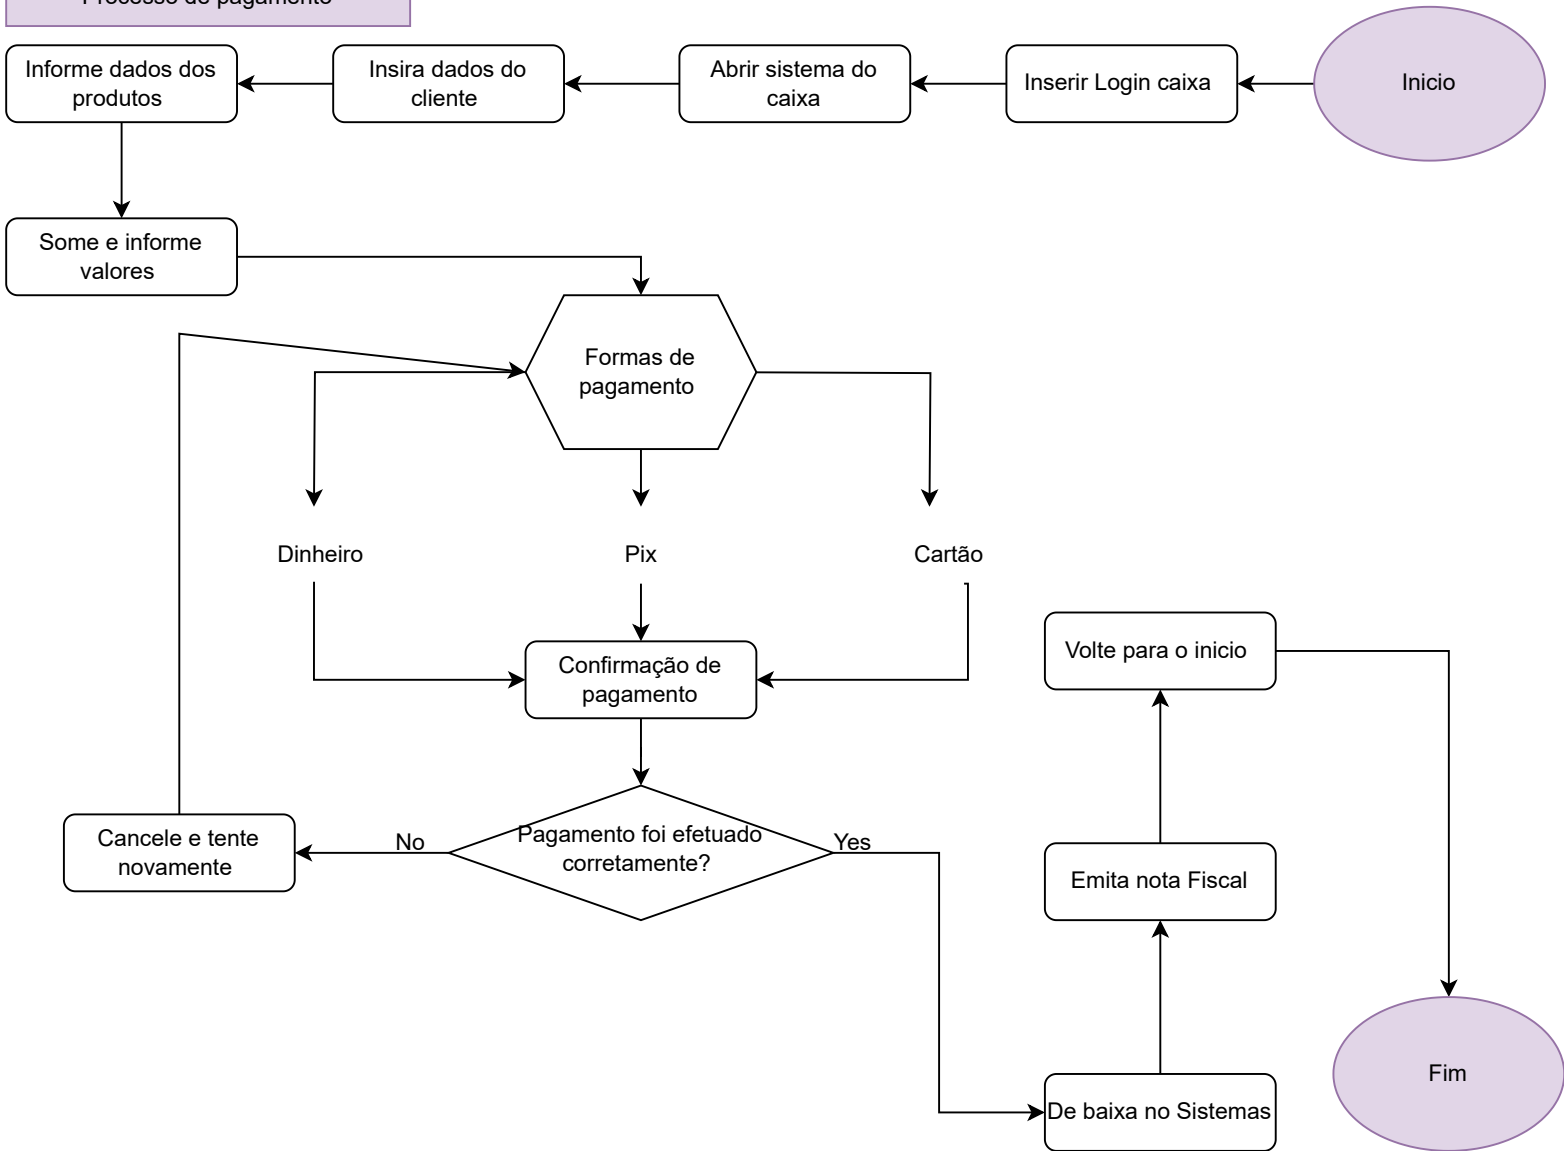 Processo de pagamento
Inicio
Inserir Login caixa
Abrir sistema do
caixa
Insira dados do
cliente
Informe dados dos
produtos
Some e informe
valores
Formas de
pagamento
Dinheiro
Pix
Cartão
Confirmação de
pagamento
Pagamento foi efetuado
corretamente?
No
Yes
Cancele e tente
novamente
De baixa no Sistemas
Emita nota Fiscal
Volte para o inicio
Fim